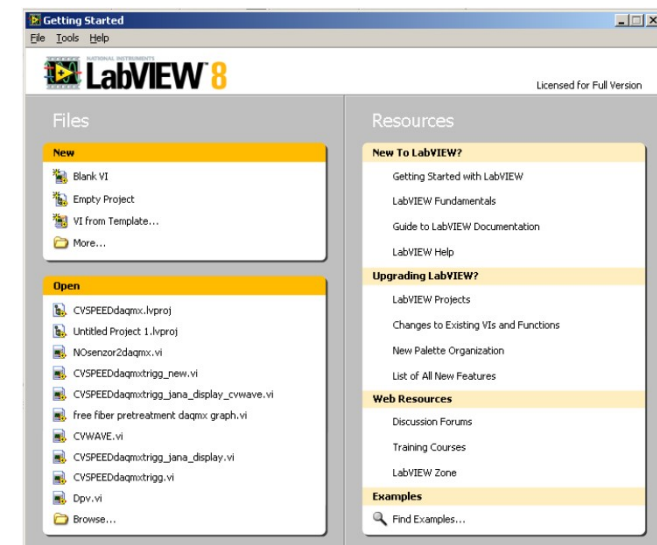 Getting Started
File Tools Help
NATIONAL INSTRUMENTS
LabVIEW 8
Licensed for Full Version
Files
New
Blank VI
Empty Project
VI from Template...
More...
Open
CVSPEEDdaqmx.lvproj
Untitled Project 1.lvproj
NOsenzor2daqmx.vi
CVSPEEDdaqmxtrigg_new.vi
CVSPEEDdaqmxtrigg_jana_display_cvwave.vi
free fiber pretreatment daqmx graph.vi
CVWAVE.vi
CVSPEEDdaqmxtrigg_jana_display.vi
CVSPEEDdaqmxtrigg.vi
Dpv.vi
Browse...
Resources
New To LabVIEW?
Getting Started with LabVIEW
LabVIEW Fundamentals
Guide to LabVIEW Documentation
LabVIEW Help
Upgrading LabVIEW?
LabVIEW Projects
Changes to Existing VIs and Functions
New Palette Organization
List of All New Features
Web Resources
Discussion Forums
Training Courses
LabVIEW Zone
Examples
Find Examples...